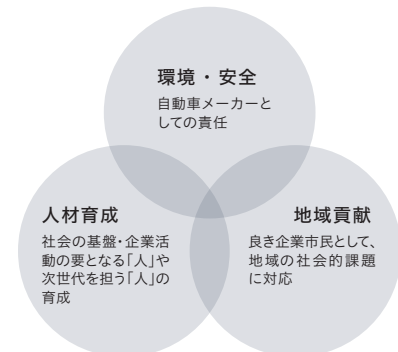 環境・安全
自動車メーカーと
しての責任
人材育成
社会の基盤・企業活
動の要となる「人」や
次世代を担う「人」の
育成
地域貢献
良き企業市民として、
地域の社会的課題
に対応